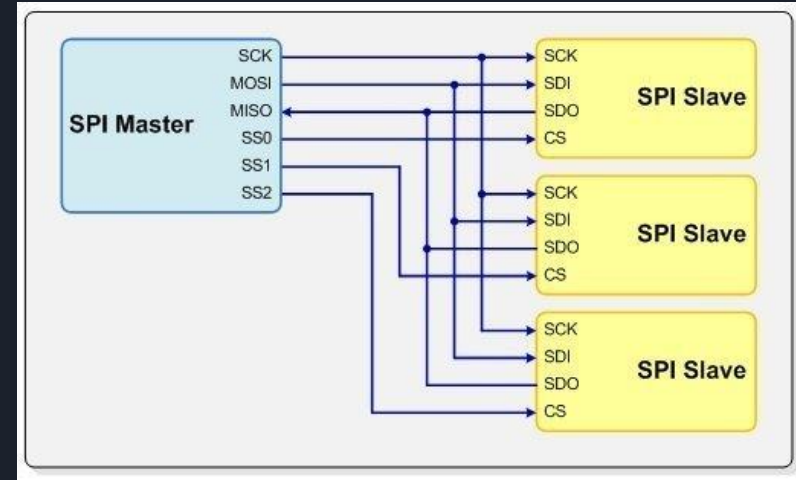 SPI Master
SCK
MOSI
MISO
SS0
SS1
SS2
SCK
SDI
SDO
CS
SPI Slave
SCK
SDI
SDO
CS
SPI Slave
SCK
SDI
SDO
CS
SPI Slave